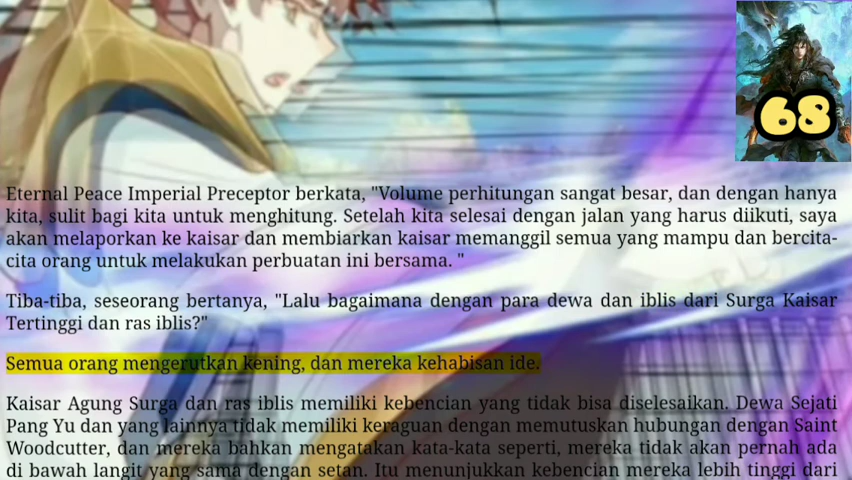 68
Eternal Peace Imperial Preceptor berkata, "Volume perhitungan sangat besar, dan dengan hanya
kita, sulit bagi kita untuk menghitung. Setelah kita selesai dengan jalan yang harus diikuti, saya
akan melaporkan ke kaisar dan membiarkan kaisar memanggil semua yang mampu dan bercita-
cita orang untuk melakukan perbuatan ini bersama. "
Tiba-tiba, seseorang bertanya, "Lalu bagaimana dengan para dewa dan iblis dari Surga Kaisar
Tertinggi dan ras iblis?"
Semua orang mengerutkan kening, dan mereka kehabisan ide.
Kaisar Agung Surga dan ras iblis memiliki kebencian yang tidak bisa diselesaikan. Dewa Sejati
Pang Yu dan yang lainnya tidak memiliki keraguan dengan memutuskan hubungan dengan Saint
Woodcutter, dan mereka bahkan mengatakan kata-kata seperti, mereka tidak akan pernah ada
di bawah langit yang sama dengan setan. Itu menunjukkan kebencian mereka lebih tinggi dari